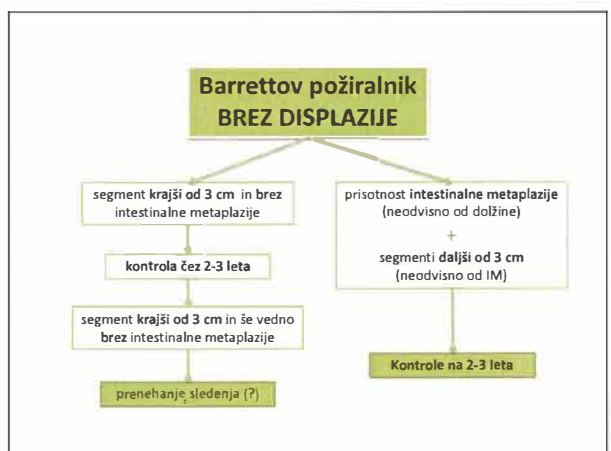 Barrettov požiralnik
BREZ DISPLAZIJE
segment krajši od 3 cm in brez
intestinalne metaplazije
kontrola čez 2-3 leta
segment krajši od 3 cm in še vedno
brez intestinalne metaplazije
prenehanje sledenja (?)
prisotnost intestinalne metaplazije
(neodvisno od dolžine)
+
segmenti daljši od 3 cm
(neodvisno od IM)
Kontrole na 2-3 leta